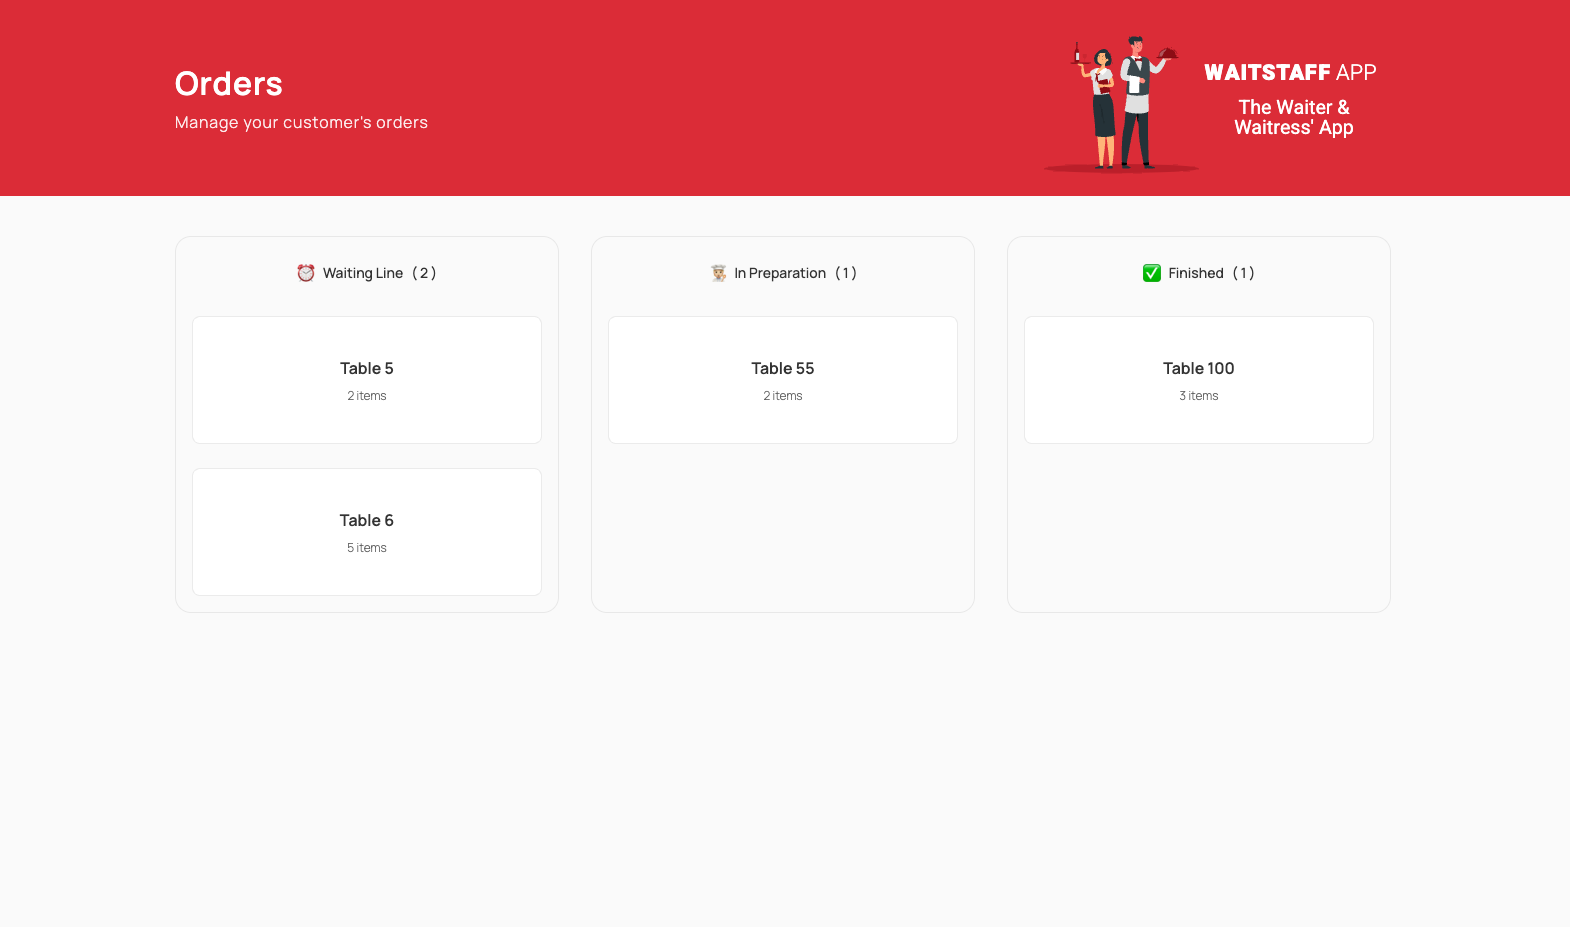 Orders
Manage your customer's orders
WAITSTAFF APP
The Waiter &
Waitress' App
Waiting Line (2)
Table 5
2 items
Table 6
5 items
In Preparation (1)
Table 55
2 items
Finished (1)
Table 100
3 items